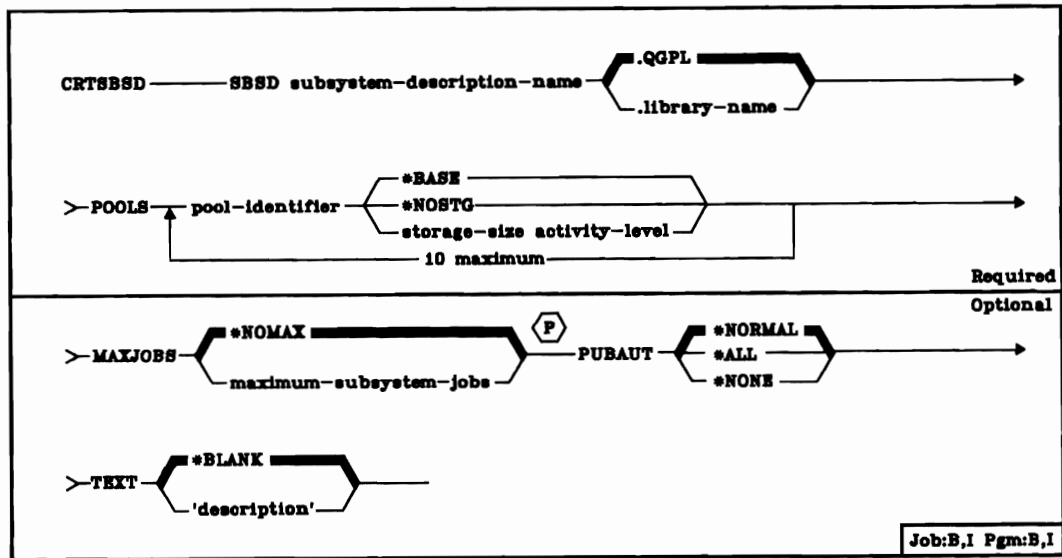 .QGPL
CRTSBSD SBSD subsystem-description-name
.library-name
*BASE
POOLS pool-identifier *NOSTG
storage-size activity-level
10 maximum
Required
Optional
*NOMAX P *NORMAL
MAXJOBS PUBAUT *ALL
maximum-subsystem-jobs *NONE
*BLANK
TEXT
'description'
Job:B,I Pgm:B,I